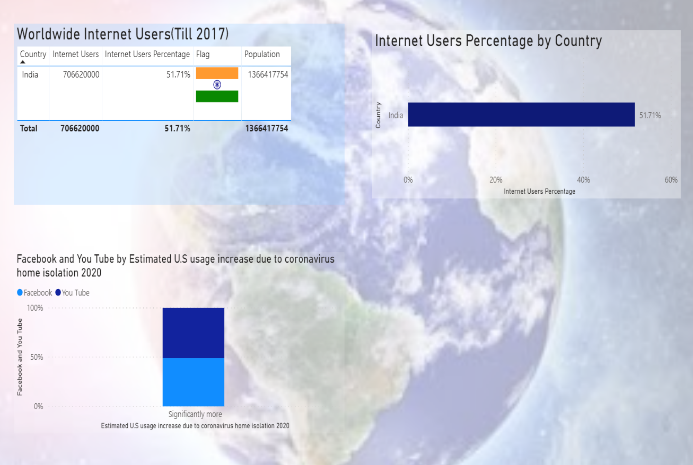 Worldwide Internet Users(Till 2017)
Country Internet Users Internet Users Percentage Flag Population
India 706620000 51.71% 1366417754
Total 706620000 51.71% 1366417754
Internet Users Percentage by Country
Country
India 51.71%
0% 20% 40% 60%
Internet Users Percentage
Facebook and You Tube by Estimated U.S usage increase due to coronavirus
home isolation 2020
Facebook You Tube
Facebook and You Tube
100%
50%
0%
Significantly more
Estimated U.S usage increase due to coronavirus home isolation 2020